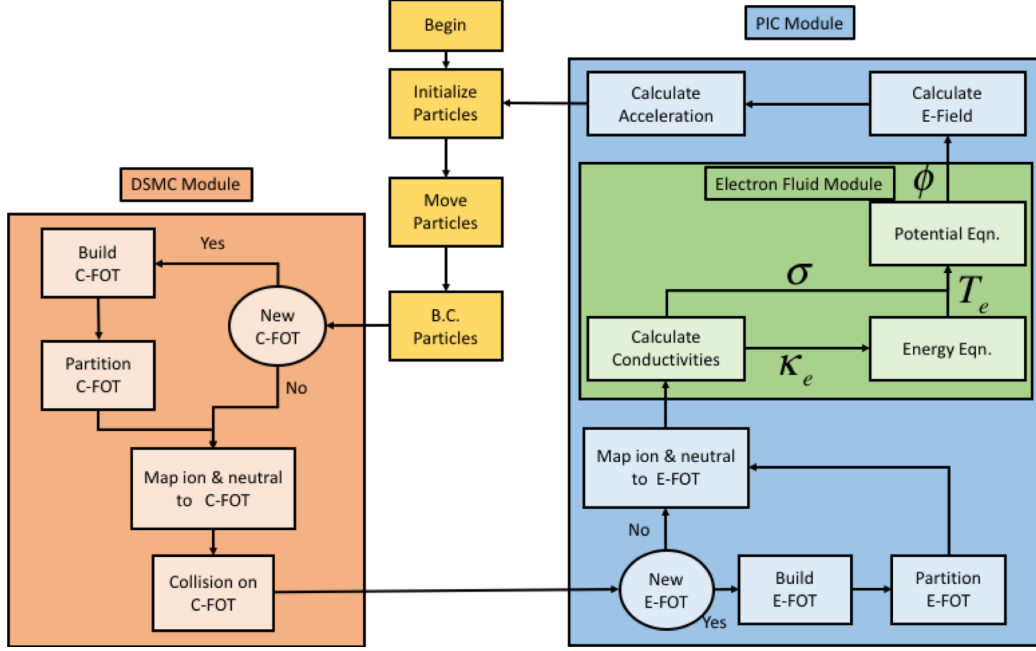 Begin
PIC Module
Initialize
Particles
Calculate
Acceleration
Calculate
E-Field
DSMC Module
Move
Particles
Electron Fluid Module
ϕ
Potential Eqn.
Build
C-FOT
Yes
New
C-FOT
B.C.
Particles
σ
T_e
Calculate
Conductivities
κ_e
Energy Eqn.
Partition
C-FOT
No
Map ion & neutral
to C-FOT
Map ion & neutral
to E-FOT
No
Collision on
C-FOT
New
E-FOT
Yes
Build
E-FOT
Partition
E-FOT